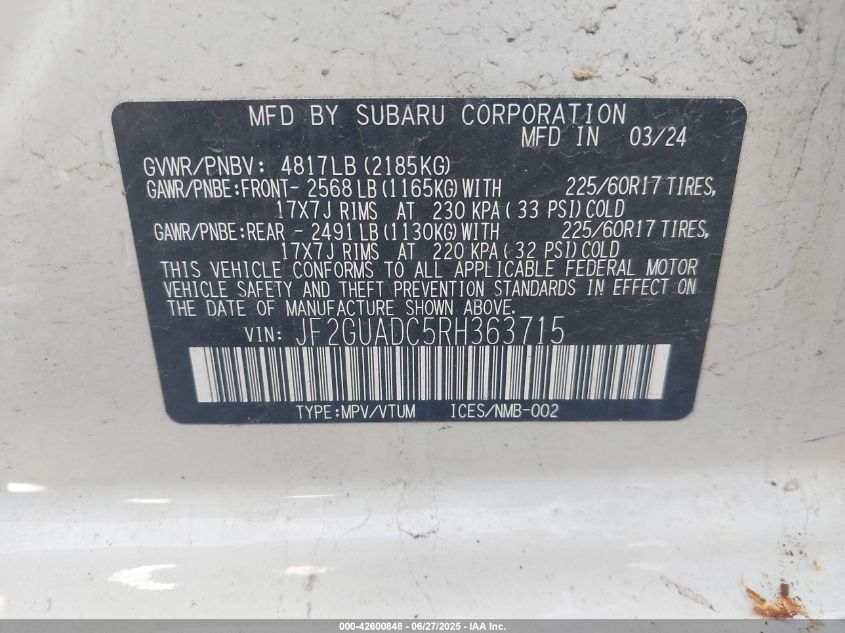 MFD BY SUBARU CORPORATION
MFD IN 03/24
GVWR/PNBV: 4817LB(2185KG)
GAWR/PNBE:FRONT- 2568LB(1165KG)WITH 225/60R17 TIRES,
17X7J RIMS AT 230 KPA( 33 PSI)COLD
GAWR/PNBE:REAR - 2491LB(1130KG)WITH 225/60R17 TIRES,
17X7J RIMS AT 220 KPA( 32 PSI)COLD
THIS VEHICLE CONFORMS TO ALL APPLICABLE FEDERAL MOTOR
VEHICLE SAFETY AND THEFT PREVENTION STANDARDS IN EFFECT ON
THE DATE OF MANUFACTURE SHOWN ABOVE.
VIN: JF2GUADC5RH363715
TYPE:MPV/VTUM ICES/NMB-002
000-42600848 - 06/27/2025 - IAA Inc.